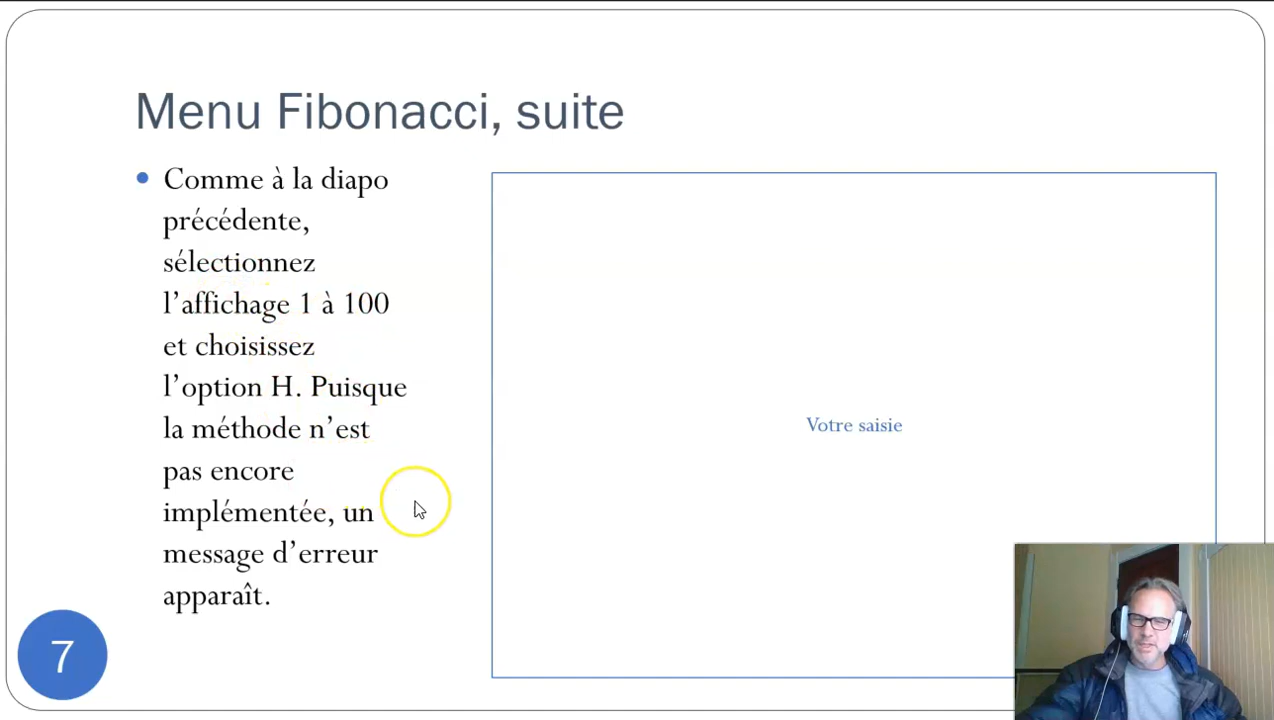 Menu Fibonacci, suite
• Comme à la diapo
précédente,
sélectionnez
l’affichage 1 à 100
et choisissez
l’option H. Puisque
la méthode n’est
pas encore
implémentée, un
message d’erreur
apparaît.
Votre saisie
7